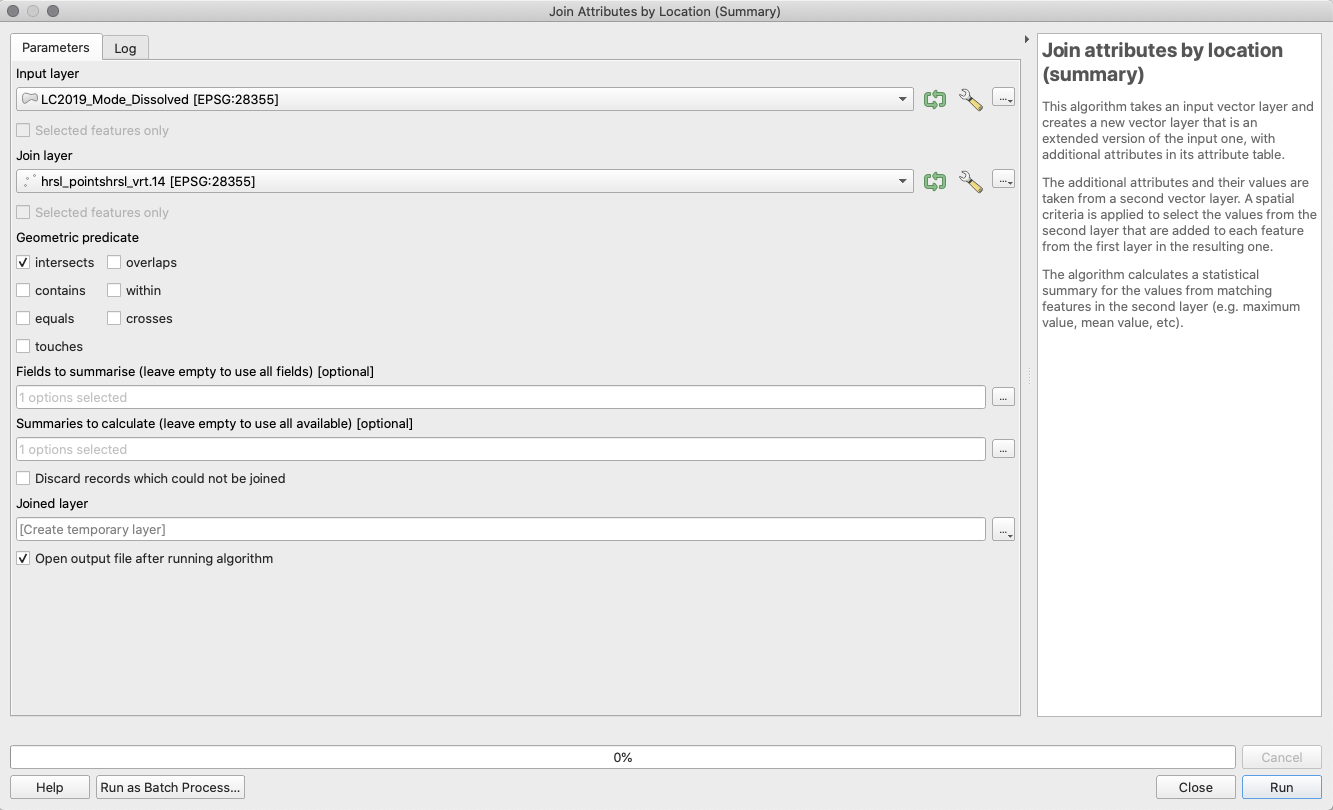 Join Attributes by Location (Summary)
Parameters
Log
Input layer
LC2019_Mode_Dissolved [EPSG:28355]
...
Selected features only
Join layer
hrsl_pointshrsl_vrt.14 [EPSG:28355]
...
Selected features only
Geometric predicate
intersects
overlaps
contains
within
equals
crosses
touches
Fields to summarise (leave empty to use all fields) [optional]
1 options selected
...
Summaries to calculate (leave empty to use all available) [optional]
1 options selected
...
Discard records which could not be joined
Joined layer
[Create temporary layer]
...
Open output file after running algorithm
Join attributes by location
(summary)
This algorithm takes an input vector layer and
creates a new vector layer that is an
extended version of the input one, with
additional attributes in its attribute table.
The additional attributes and their values are
taken from a second vector layer. A spatial
criteria is applied to select the values from the
second layer that are added to each feature
from the first layer in the resulting one.
The algorithm calculates a statistical
summary for the values from matching
features in the second layer (e.g. maximum
value, mean value, etc).
0%
Cancel
Help
Run as Batch Process...
Close
Run